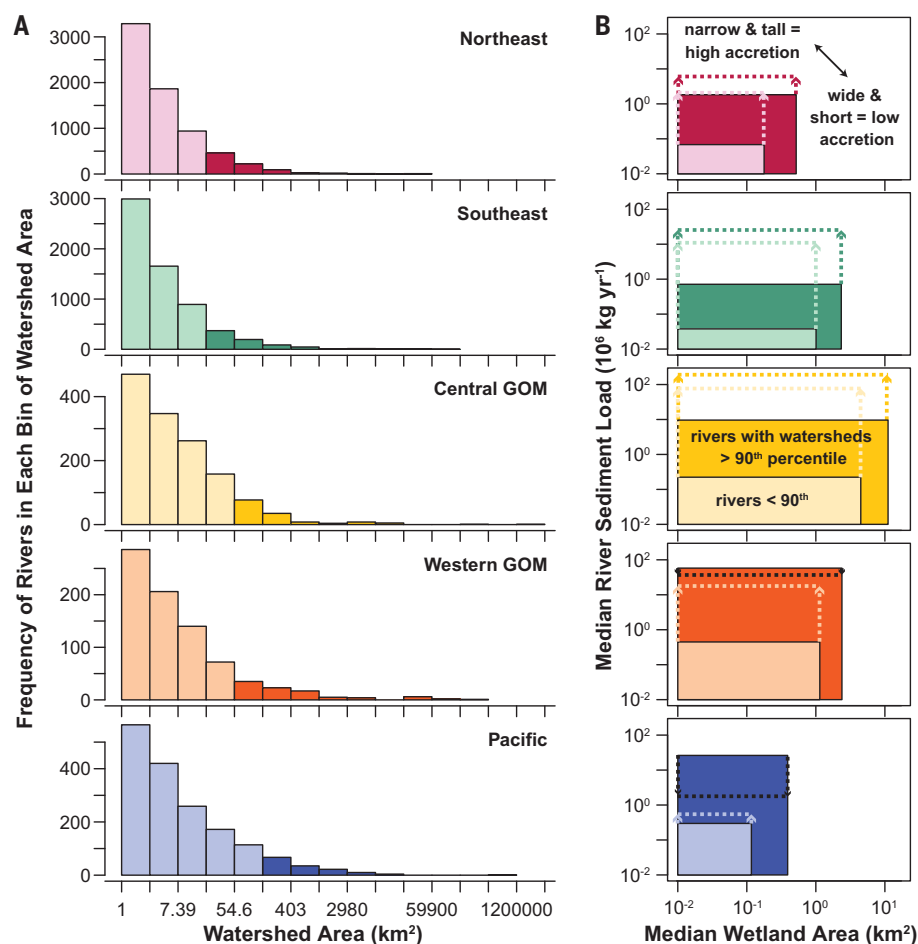 A
Frequency of Rivers in Each Bin of Watershed Area
Northeast
3000
2000
1000
0
Southeast
3000
2000
1000
0
Central GOM
400
200
0
Western GOM
200
100
0
Pacific
400
200
0
1
7.39
54.6
403
2980
59900
1200000
Watershed Area (km²)
B
Median River Sediment Load (10⁶ kg yr⁻¹)
10²
10⁰
10⁻²
narrow & tall =
high accretion
wide &
short = low
accretion
10²
10⁰
10⁻²
10²
10⁰
10⁻²
rivers with watersheds
> 90ᵗʰ percentile
rivers < 90ᵗʰ
10²
10⁰
10⁻²
10²
10⁰
10⁻²
10⁻²
10⁻¹
10⁰
10¹
Median Wetland Area (km²)